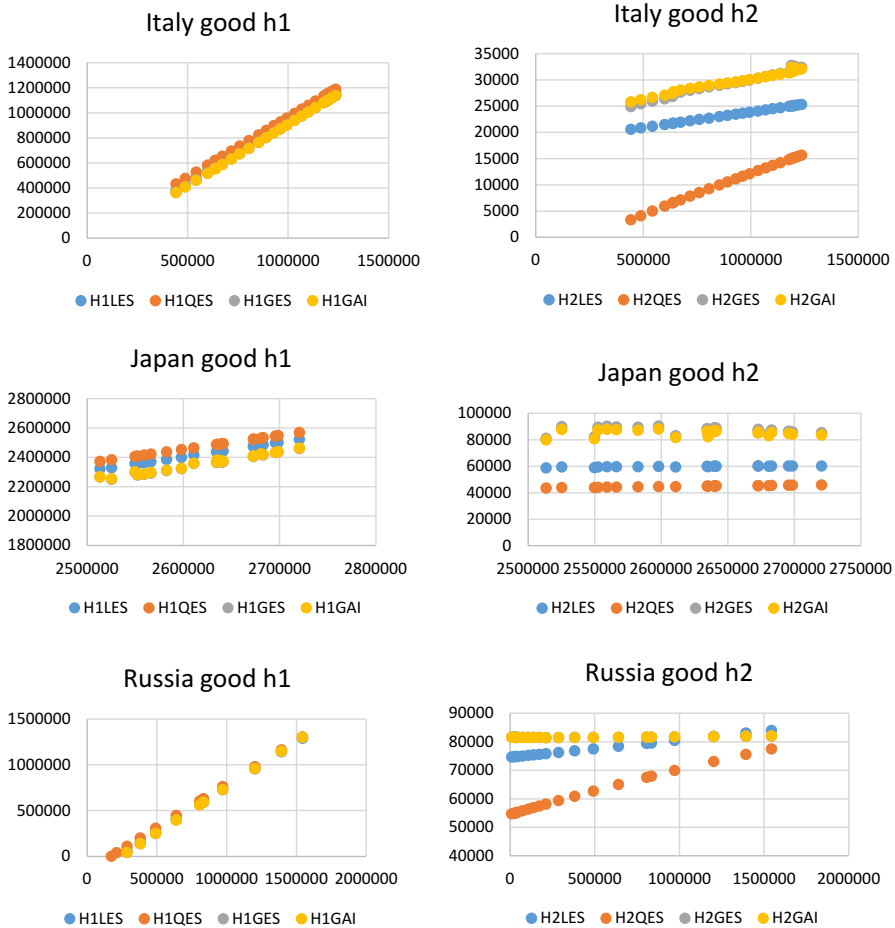 Italy good h1
1400000
1200000
1000000
800000
600000
400000
200000
0
0 500000 1000000 1500000
H1LES H1QES H1GES H1GAI
Italy good h2
35000
30000
25000
20000
15000
10000
5000
0
0 500000 1000000 1500000
H2LES H2QES H2GES H2GAI
Japan good h1
2800000
2600000
2400000
2200000
2000000
1800000
2500000 2600000 2700000 2800000
H1LES H1QES H1GES H1GAI
Japan good h2
100000
80000
60000
40000
20000
0
2500000 2550000 2600000 2650000 2700000 2750000
H2LES H2QES H2GES H2GAI
Russia good h1
1500000
1000000
500000
0
0 500000 1000000 1500000 2000000
H1LES H1QES H1GES H1GAI
Russia good h2
90000
80000
70000
60000
50000
40000
0 500000 1000000 1500000 2000000
H2LES H2QES H2GES H2GAI